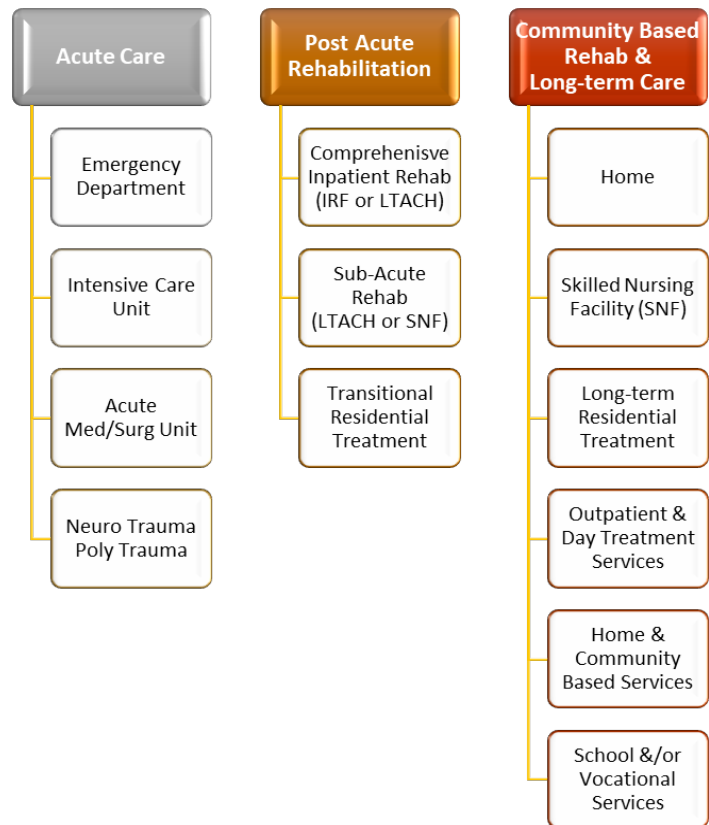 Acute Care
Emergency
Department
Intensive Care
Unit
Acute
Med/Surg Unit
Neuro Trauma
Poly Trauma
Post Acute
Rehabilitation
Comprehenisve
Inpatient Rehab
(IRF or LTACH)
Sub-Acute
Rehab
(LTACH or SNF)
Transitional
Residential
Treatment
Community Based
Rehab &
Long-term Care
Home
Skilled Nursing
Facility (SNF)
Long-term
Residential
Treatment
Outpatient &
Day Treatment
Services
Home &
Community
Based Services
School &/or
Vocational
Services